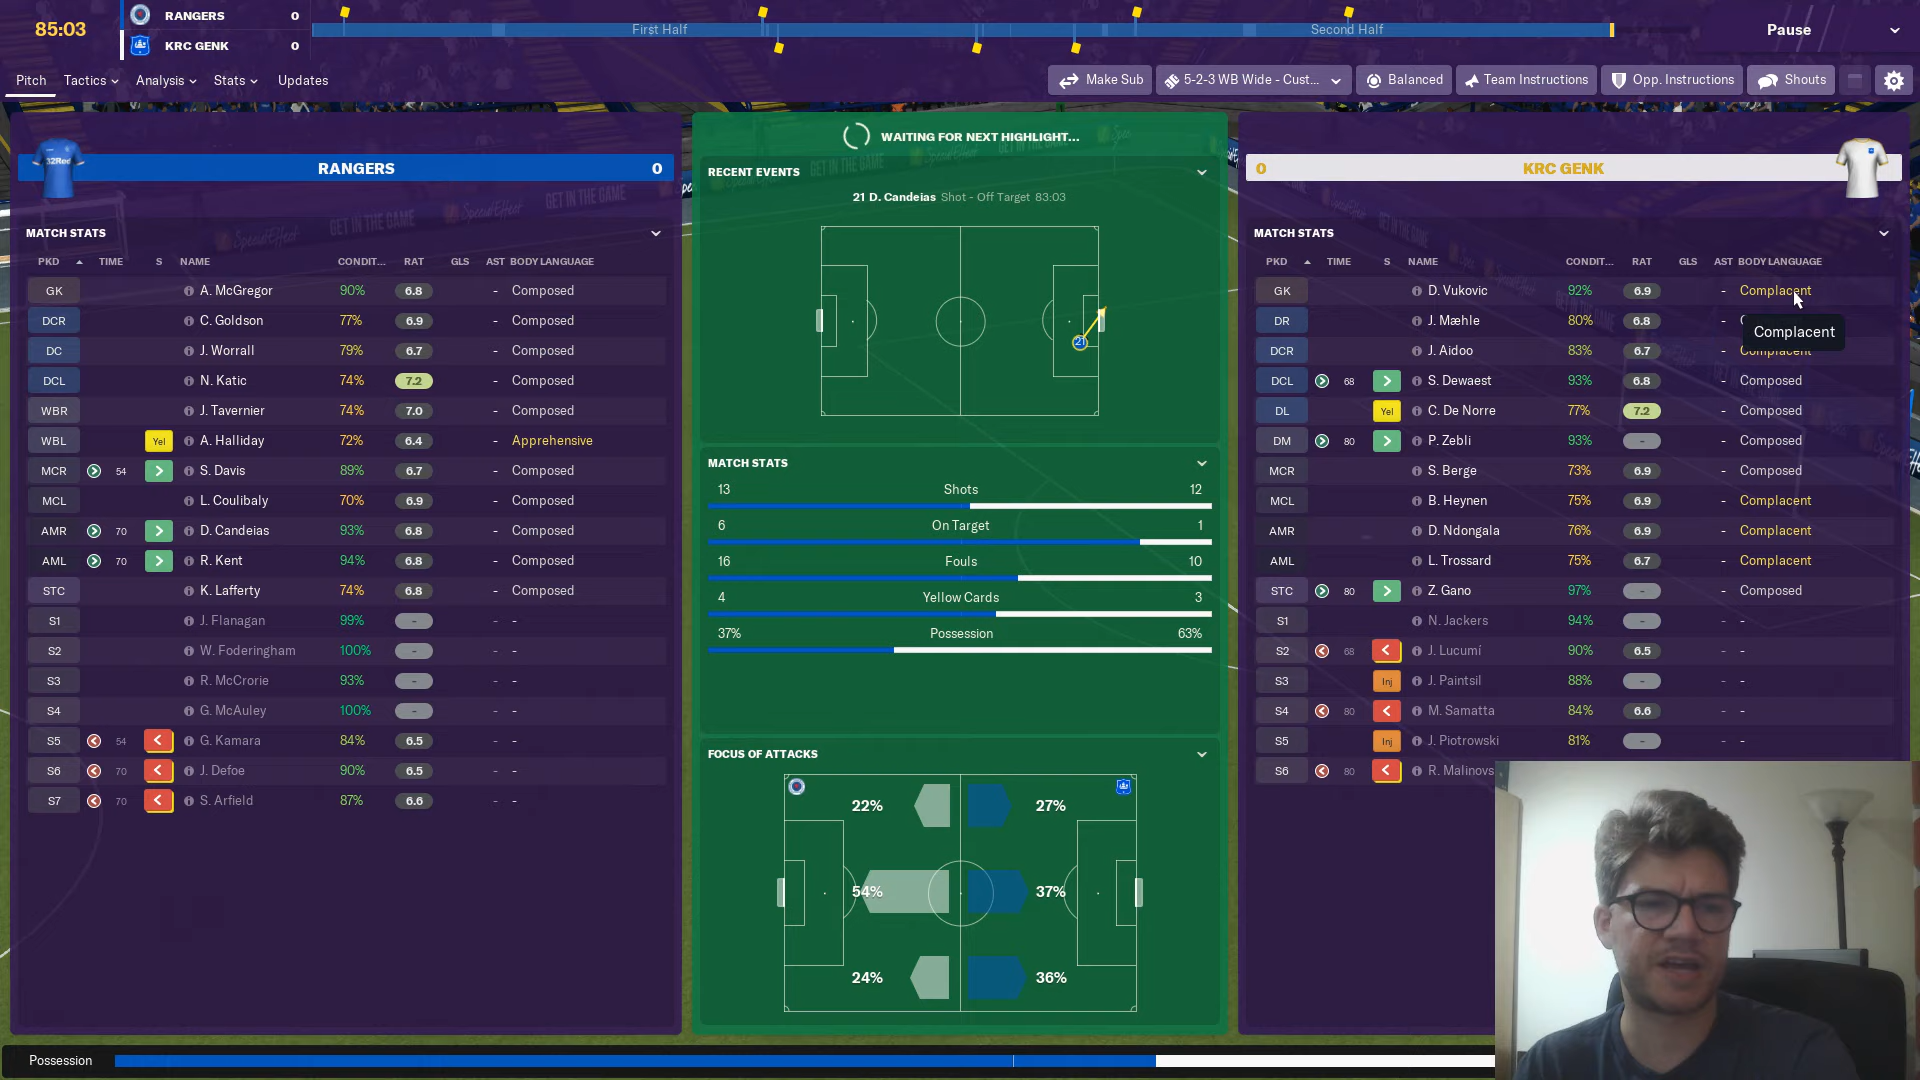 85:03
RANGERS 0
KRC GENK 0
First Half
Second Half
Pause
Pitch Tactics Analysis Stats Updates
Make Sub 5-2-3 WB Wide - Cust... Balanced Team Instructions Opp. Instructions Shouts
RANGERS 0
MATCH STATS
PKD TIME S NAME CONDIT... RAT GLS AST BODY LANGUAGE
GK A. McGregor 90% 6.8 - Composed
DCR C. Goldson 77% 6.9 - Composed
DC J. Worrall 79% 6.7 - Composed
DCL N. Katic 74% 7.2 - Composed
WBR J. Tavernier 74% 7.0 - Composed
WBL Yel A. Halliday 72% 6.4 - Apprehensive
MCR 54 S. Davis 89% 6.7 - Composed
MCL L. Coulibaly 70% 6.9 - Composed
AMR 70 D. Candeias 93% 6.8 - Composed
AML 70 R. Kent 94% 6.8 - Composed
STC K. Lafferty 74% 6.8 - Composed
S1 J. Flanagan 99% - - -
S2 W. Foderingham 100% - - -
S3 R. McCrorie 93% - - -
S4 G. McAuley 100% - - -
S5 54 G. Kamara 84% 6.5 - -
S6 70 J. Defoe 90% 6.5 - -
S7 70 S. Arfield 87% 6.6 - -
WAITING FOR NEXT HIGHLIGHT...
RECENT EVENTS
21 D. Candeias Shot - Off Target 83:03
21
MATCH STATS
13 Shots 12
6 On Target 1
16 Fouls 10
4 Yellow Cards 3
37% Possession 63%
FOCUS OF ATTACKS
22% 27%
54% 37%
24% 36%
0 KRC GENK
MATCH STATS
PKD TIME S NAME CONDIT... RAT GLS AST BODY LANGUAGE
GK D. Vukovic 92% 6.9 - Complacent
DR J. Mæhle 80% 6.8 -
Complacent
DCR J. Aidoo 83% 6.7 - Complacent
DCL 68 S. Dewaest 93% 6.8 - Composed
DL Yel C. De Norre 77% 7.2 - Composed
DM 80 P. Zebli 93% - - Composed
MCR S. Berge 73% 6.9 - Composed
MCL B. Heynen 75% 6.9 - Complacent
AMR D. Ndongala 76% 6.9 - Complacent
AML L. Trossard 75% 6.7 - Complacent
STC 80 Z. Gano 97% - - Composed
S1 N. Jackers 94% - - -
S2 68 J. Lucumí 90% 6.5 - -
S3 Inj J. Paintsil 88% - - -
S4 80 M. Samatta 84% 6.6 - -
S5 Inj J. Piotrowski 81% - - -
S6 80 R. Malinovs
Possession
GET IN THE GAME
SpecialEffect
32Red